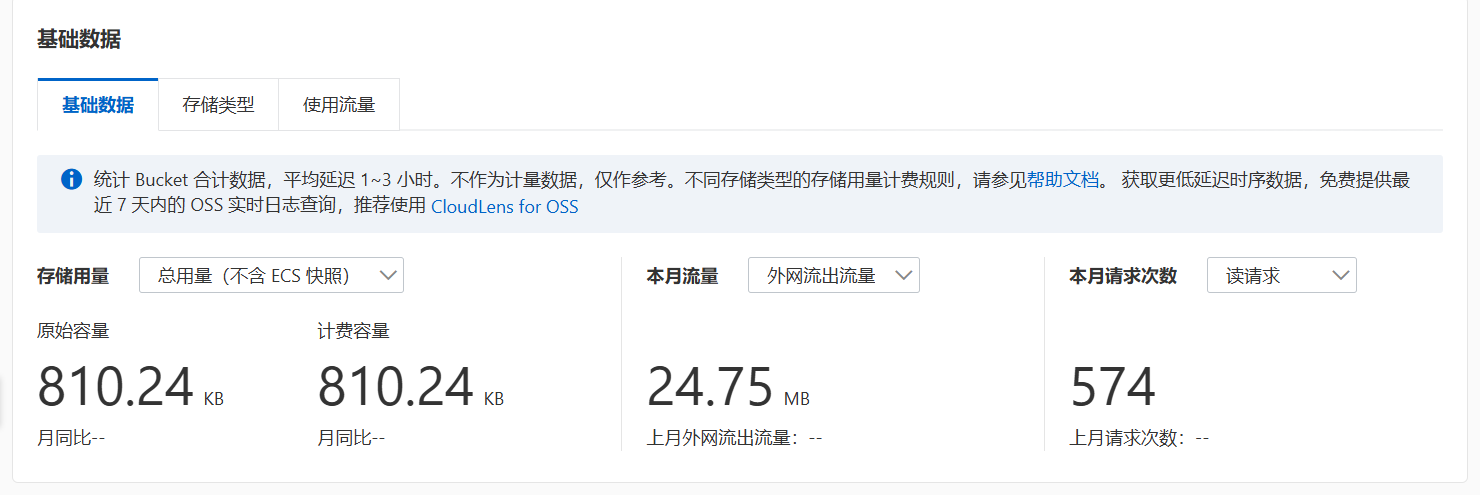 基础数据
基础数据 存储类型 使用流量
统计 Bucket 合计数据，平均延迟 1~3 小时。不作为计量数据，仅作参考。不同存储类型的存储用量计费规则，请参见帮助文档。 获取更低延迟时序数据，免费提供最
近 7 天内的 OSS 实时日志查询，推荐使用 CloudLens for OSS
存储用量 总用量（不含 ECS 快照） 本月流量 外网流出流量 本月请求次数 读请求
原始容量 计费容量
810.24 KB 810.24 KB 24.75 MB 574
月同比-- 月同比-- 上月外网流出流量：-- 上月请求次数：--